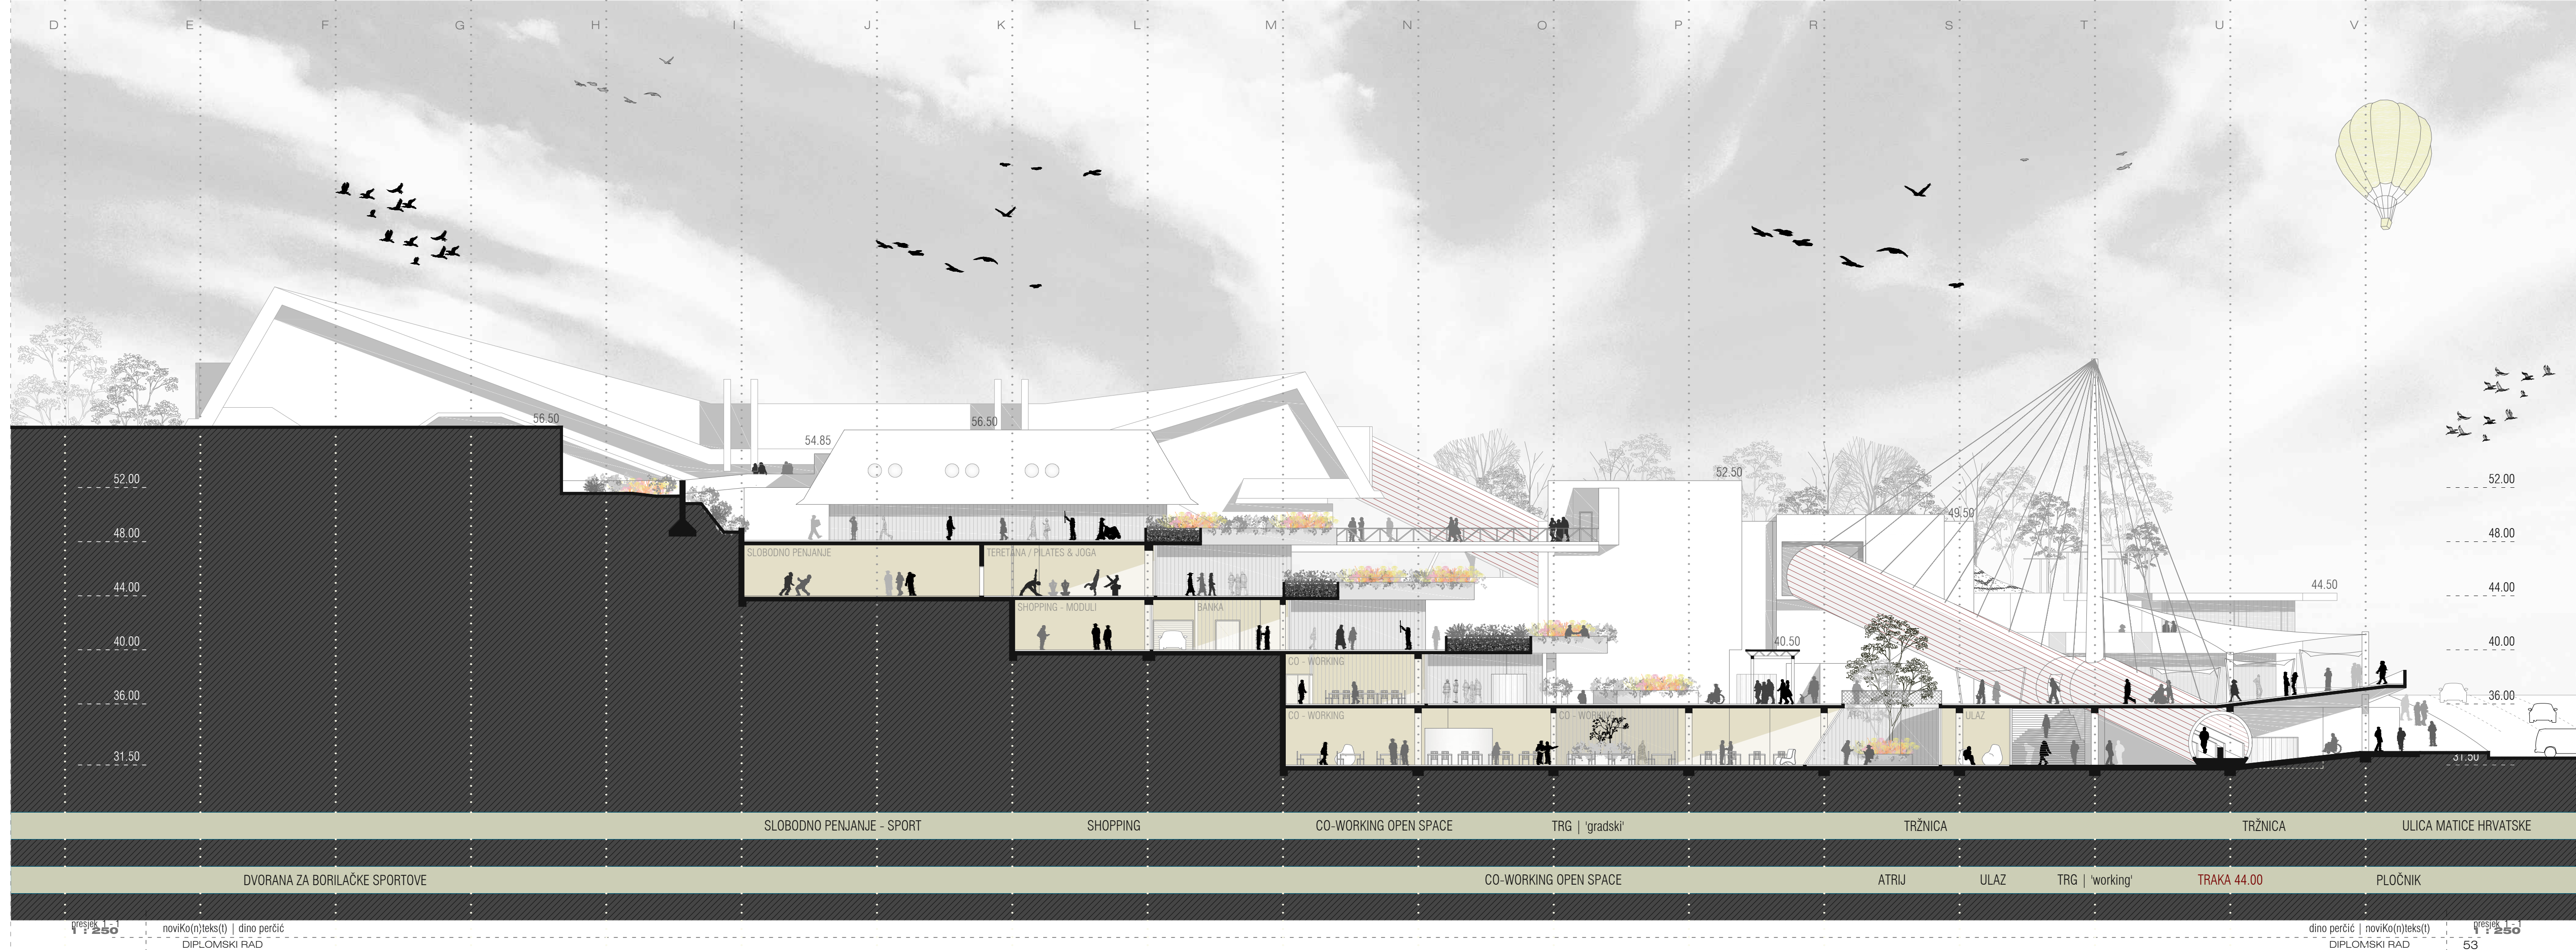 D E F G H I J K L M N O P R S T U V
56.50
54.85
56.50
52.50
49.50
44.50
40.50
52.00
48.00
44.00
40.00
36.00
31.50
52.00
48.00
44.00
40.00
36.00
31.50
SLOBODNO PENJANJE
TERETANA / PILATES & JOGA
SHOPPING - MODULI
BANKA
CO - WORKING
CO - WORKING
CO - WORKING
ULAZ
SLOBODNO PENJANJE - SPORT
SHOPPING
CO-WORKING OPEN SPACE
TRG | 'gradski'
TRŽNICA
TRŽNICA
ULICA MATICE HRVATSKE
DVORANA ZA BORILAČKE SPORTOVE
CO-WORKING OPEN SPACE
ATRIJ
ULAZ
TRG | 'working'
TRAKA 44.00
PLOČNIK
presjek 1 - 1
1 : 250
noviKo(n)teks(t) | dino perčić
DIPLOMSKI RAD
dino perčić | noviKo(n)teks(t)
DIPLOMSKI RAD
presjek 1 - 1
1 : 250
53